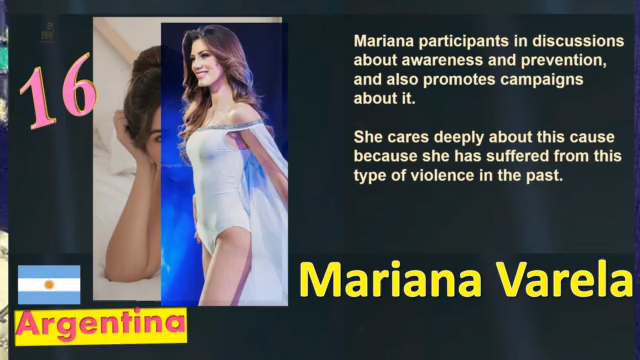 16
Mariana participants in discussions
about awareness and prevention,
and also promotes campaigns
about it.
She cares deeply about this cause
because she has suffered from this
type of violence in the past.
Mariana Varela
Argentina